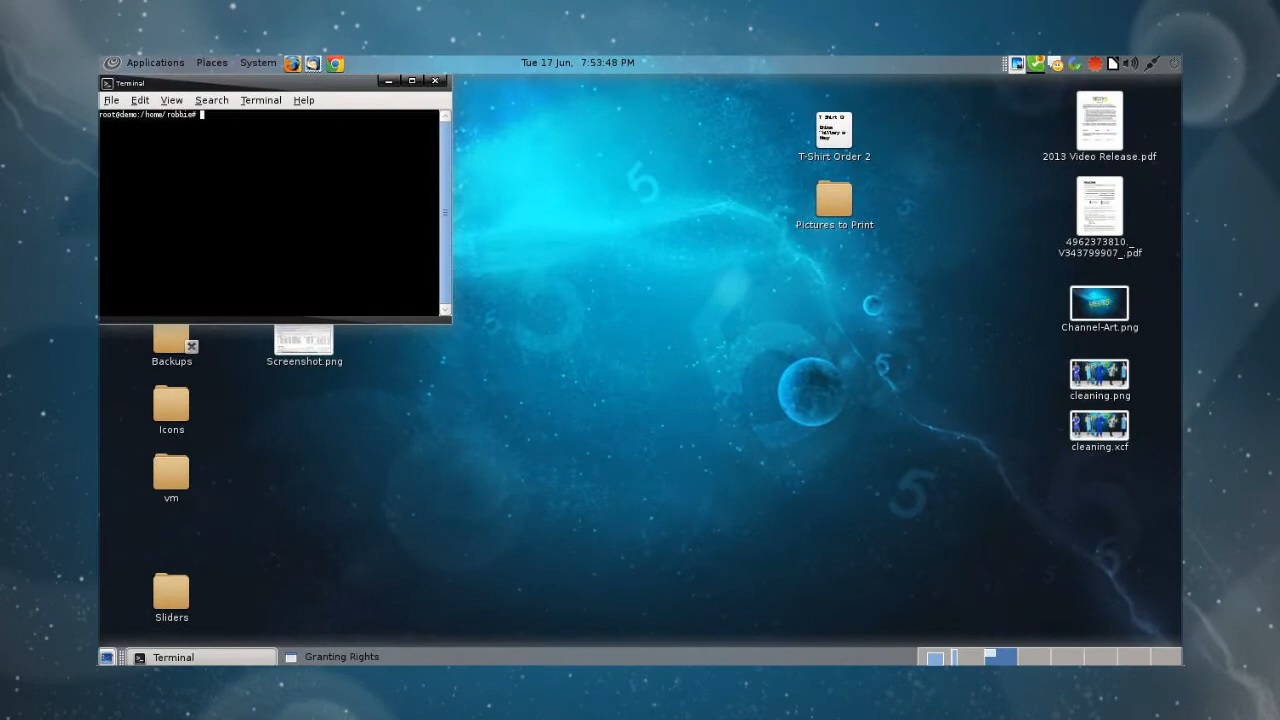 Applications Places System
Tue 17 Jun, 7:53:48 PM
Terminal
File Edit View Search Terminal Help
root@demo:/home/robbie#
T-Shirt Order 2
Pictures to Print
2013 Video Release.pdf
4962373810._
V343799907_.pdf
Channel-Art.png
cleaning.png
cleaning.xcf
Backups
Screenshot.png
Icons
vm
Sliders
Terminal
Granting Rights